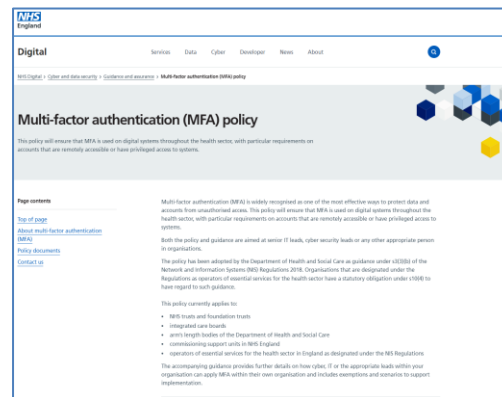 NHS
England
Digital
Services Data Cyber Developer News About
NHS Digital > Cyber and data security > Guidance and assurance > Multi-factor authentication (MFA) policy
Multi-factor authentication (MFA) policy
This policy will ensure that MFA is used on digital systems throughout the health sector, with particular requirements on
accounts that are remotely accessible or have privileged access to systems.
Page contents
Top of page
About multi-factor authentication
(MFA)
Policy documents
Contact us
Multi-factor authentication (MFA) is widely recognised as one of the most effective ways to protect data and
accounts from unauthorised access. This policy will ensure that MFA is used on digital systems throughout the
health sector, with particular requirements on accounts that are remotely accessible or have privileged access to
systems.
Both the policy and guidance are aimed at senior IT leads, cyber security leads or any other appropriate person
in organisations.
The policy has been adopted by the Department of Health and Social Care as guidance under s3(3)(b) of the
Network and Information Systems (NIS) Regulations 2018. Organisations that are designated under the
Regulations as operators of essential services for the health sector have a statutory obligation under s10(4) to
have regard to such guidance.
This policy currently applies to:
• NHS trusts and foundation trusts
• integrated care boards
• arm's length bodies of the Department of Health and Social Care
• commissioning support units in NHS England
• operators of essential services for the health sector in England as designated under the NIS Regulations
The accompanying guidance provides further details on how cyber, IT or the appropriate leads within your
organisation can apply MFA within their own organisation and includes exemptions and scenarios to support
implementation.